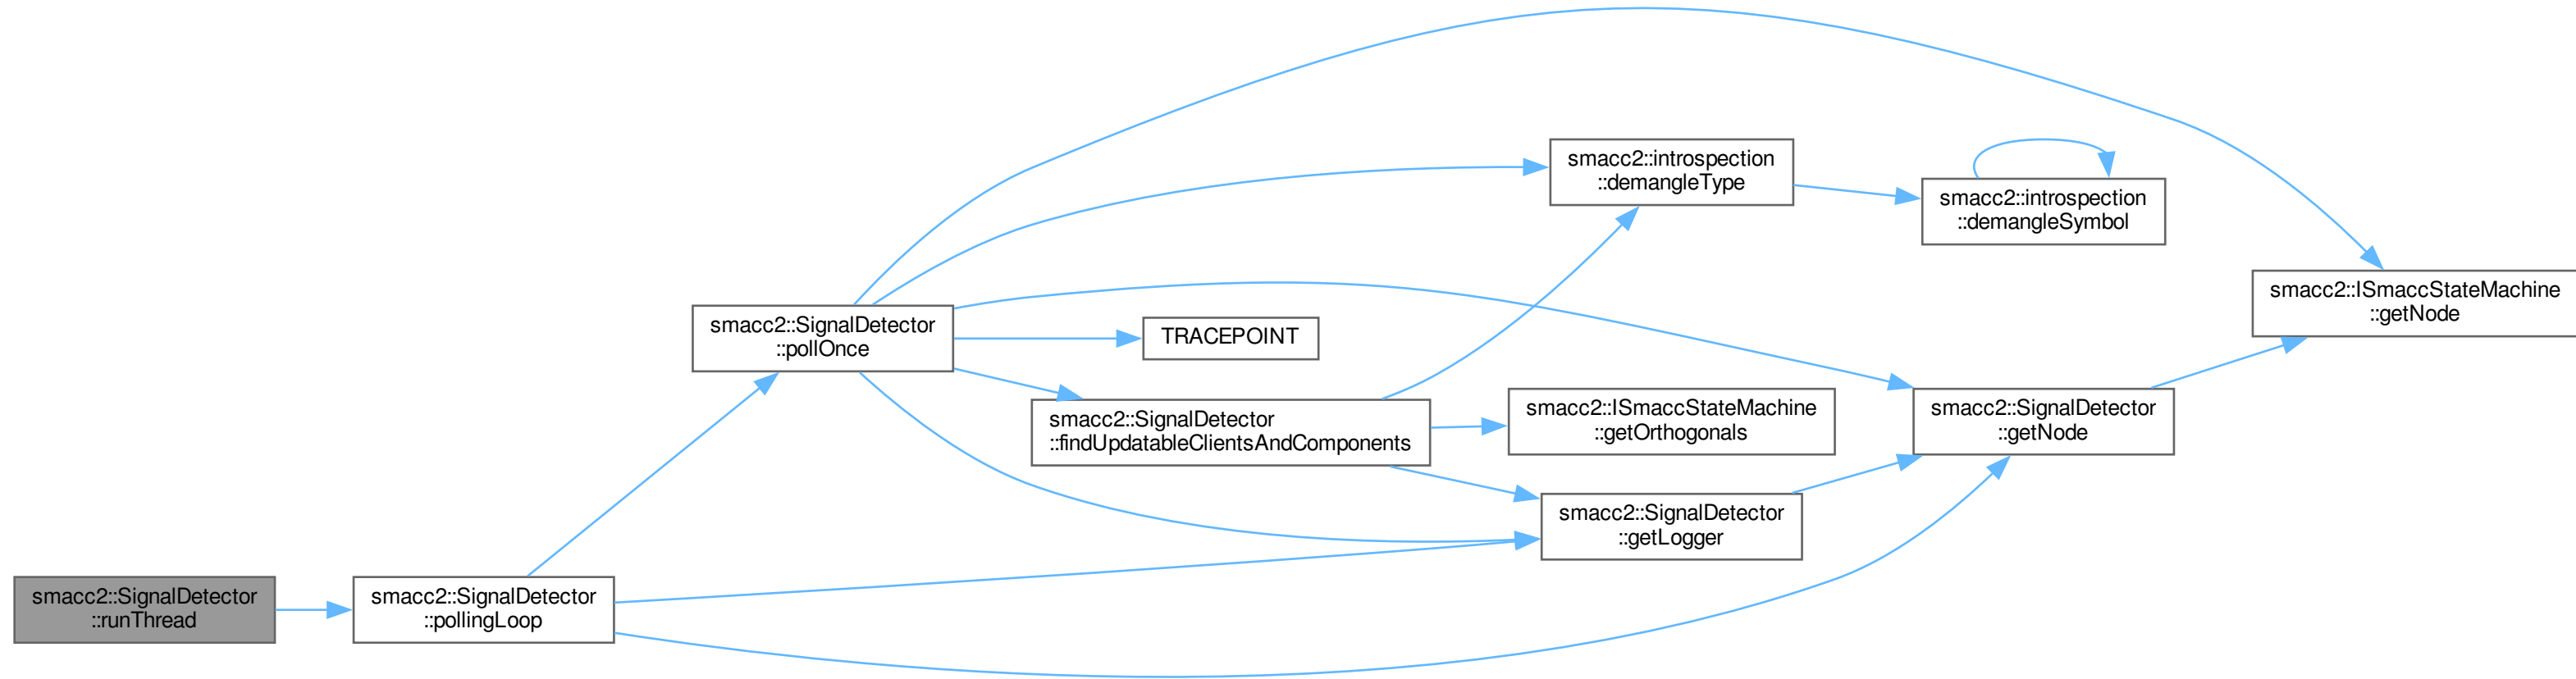 smacc2::introspection
::demangleType
smacc2::introspection
::demangleSymbol
smacc2::ISmaccStateMachine
::getNode
smacc2::SignalDetector
::pollOnce
TRACEPOINT
smacc2::SignalDetector
::findUpdatableClientsAndComponents
smacc2::ISmaccStateMachine
::getOrthogonals
smacc2::SignalDetector
::getNode
smacc2::SignalDetector
::getLogger
smacc2::SignalDetector
::runThread
smacc2::SignalDetector
::pollingLoop